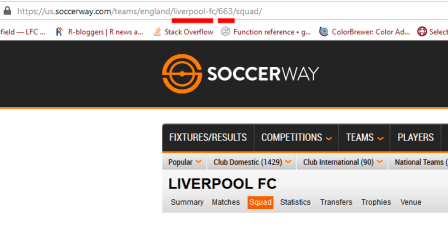 https://us.soccerway.com/teams/england/liverpool-fc/663/squad/
field — LFC ... R-bloggers | R news a... Stack Overflow Function reference • g... ColorBrewer: Color Ad... Select
SOCCERWAY
FIXTURES/RESULTS COMPETITIONS TEAMS PLAYERS
Popular Club Domestic (1429) Club International (90) National Teams (
LIVERPOOL FC
Summary Matches Squad Statistics Transfers Trophies Venue